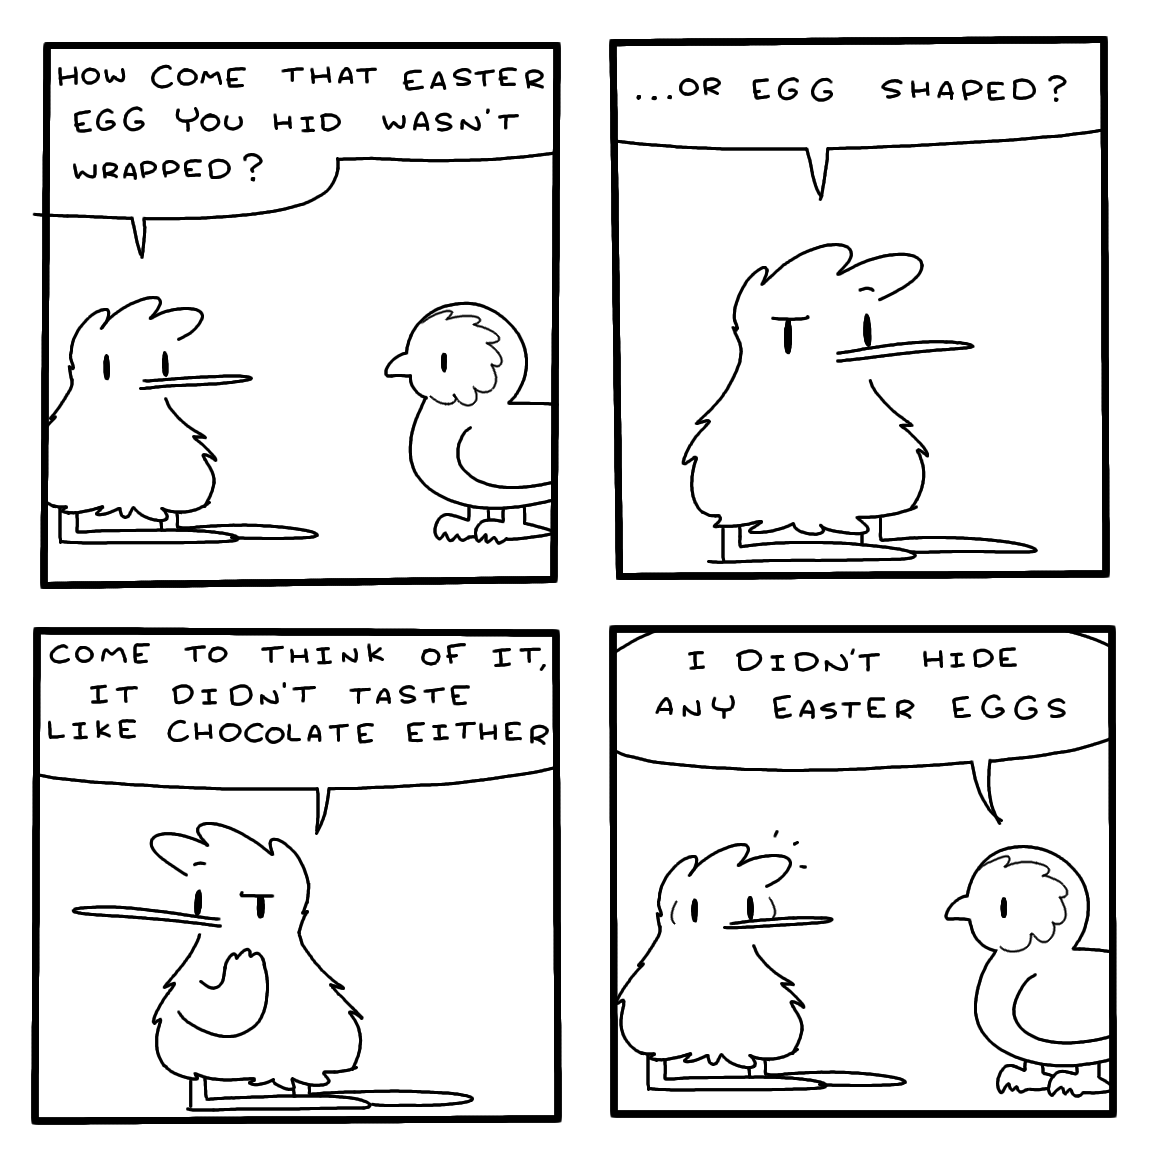 HOW COME THAT EASTER
EGG YOU HID WASN'T
WRAPPED?
...OR EGG SHAPED?
COME TO THINK OF IT,
IT DIDN'T TASTE
LIKE CHOCOLATE EITHER
I DIDN'T HIDE
ANY EASTER EGGS